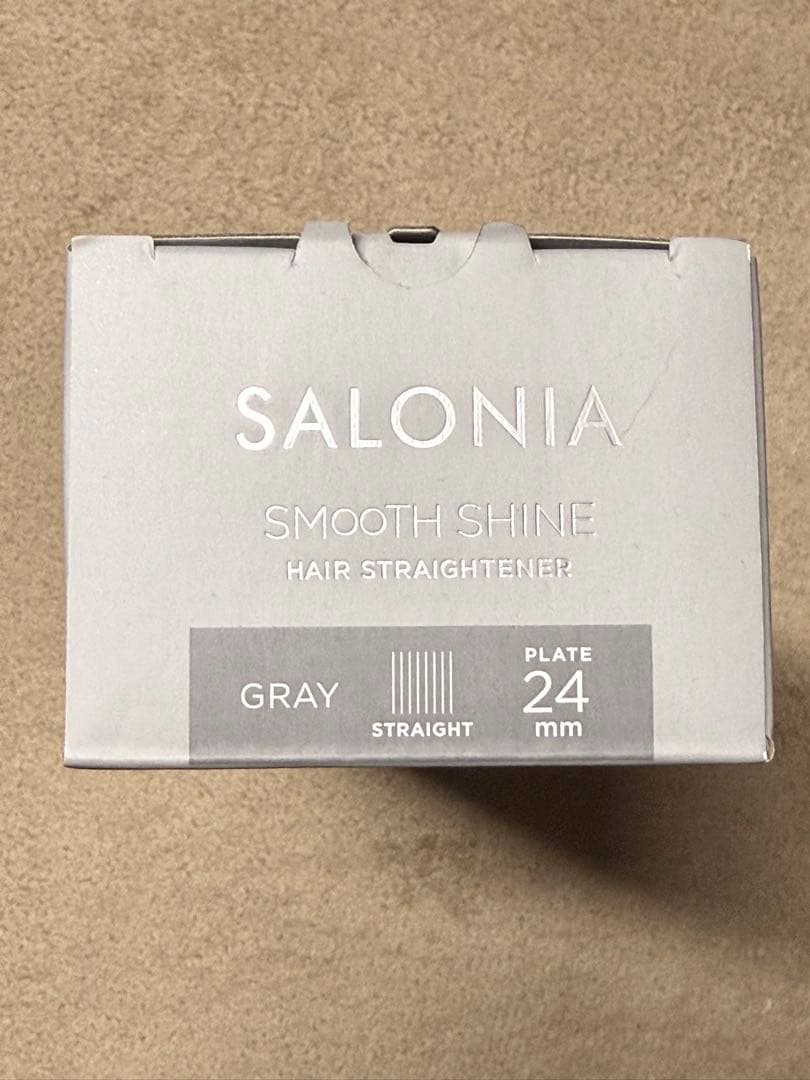 SALONIA
SMOOTH SHINE
HAIR STRAIGHTENER
GRAY
STRAIGHT
PLATE
24
mm